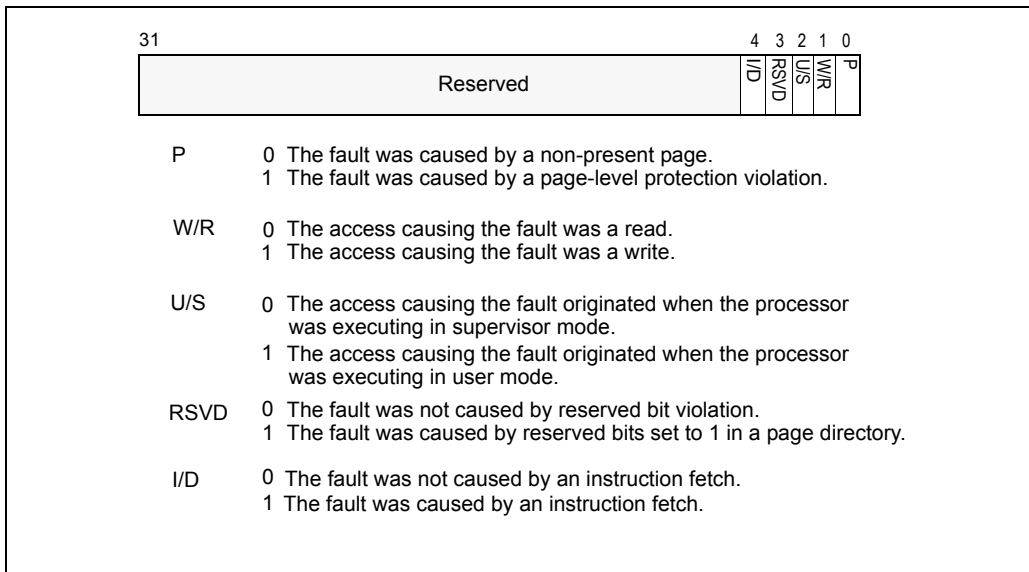 31 4 3 2 1 0
Reserved I/D RSVD U/S W/R P
P 0 The fault was caused by a non-present page.
1 The fault was caused by a page-level protection violation.
W/R 0 The access causing the fault was a read.
1 The access causing the fault was a write.
U/S 0 The access causing the fault originated when the processor
was executing in supervisor mode.
1 The access causing the fault originated when the processor
was executing in user mode.
RSVD 0 The fault was not caused by reserved bit violation.
1 The fault was caused by reserved bits set to 1 in a page directory.
I/D 0 The fault was not caused by an instruction fetch.
1 The fault was caused by an instruction fetch.